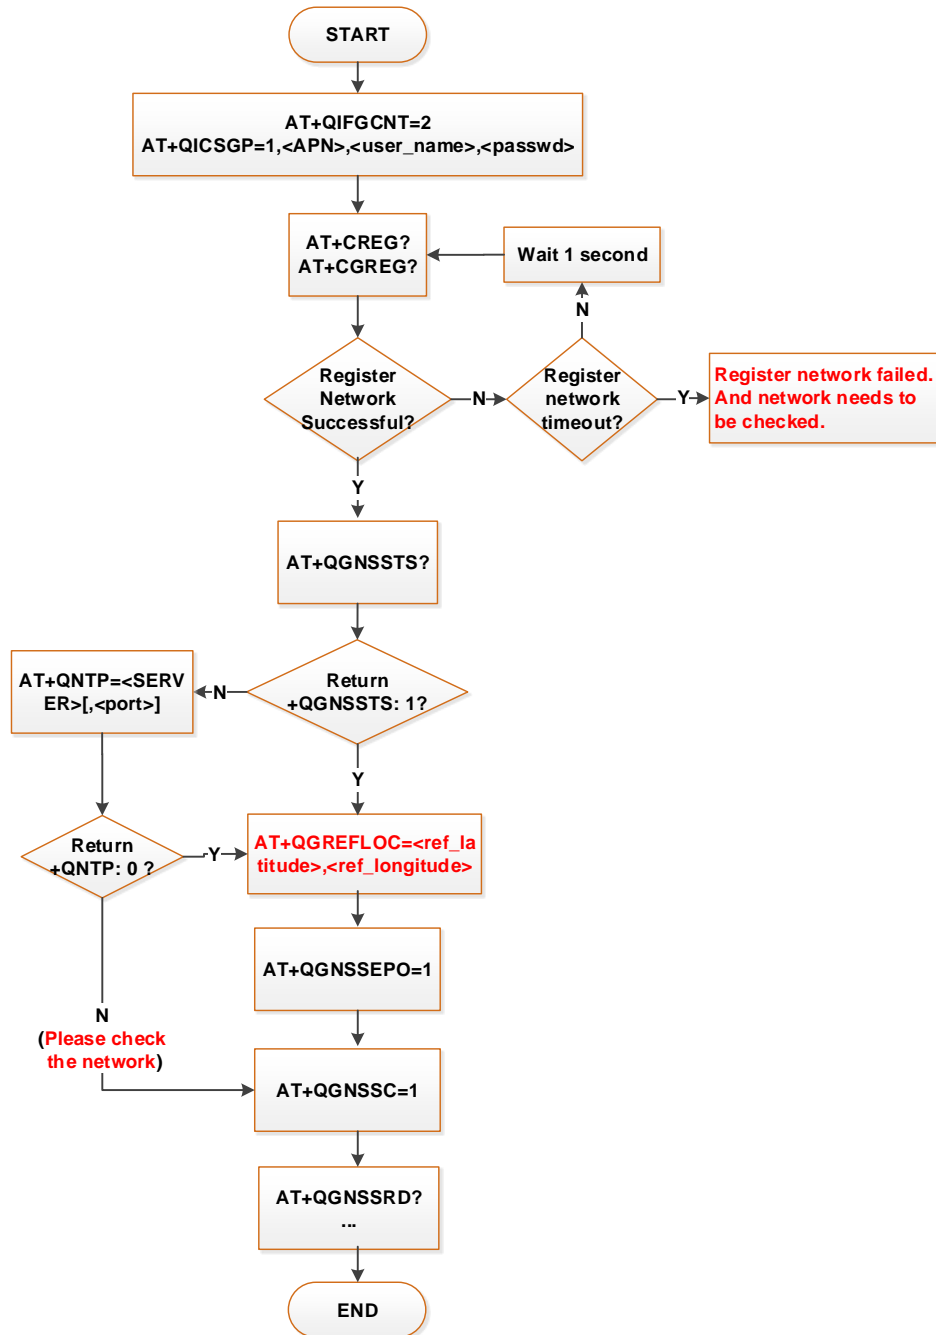 START
AT+QIFGCNT=2
AT+QICSGP=1,<APN>,<user_name>,<passwd>
AT+CREG?
AT+CGREG?
Wait 1 second
N
Register
Network
Successful?
N
Register
network
timeout?
Y
Register network failed.
And network needs to
be checked.
Y
AT+QGNSSTS?
AT+QNTP=<SERV
ER>[,<port>]
N
Return
+QGNSSTS: 1?
Y
Return
+QNTP: 0 ?
Y
AT+QGREFLOC=<ref_la
titude>,<ref_longitude>
AT+QGNSSEPO=1
N
(Please check
the network)
AT+QGNSSC=1
AT+QGNSSRD?
...
END